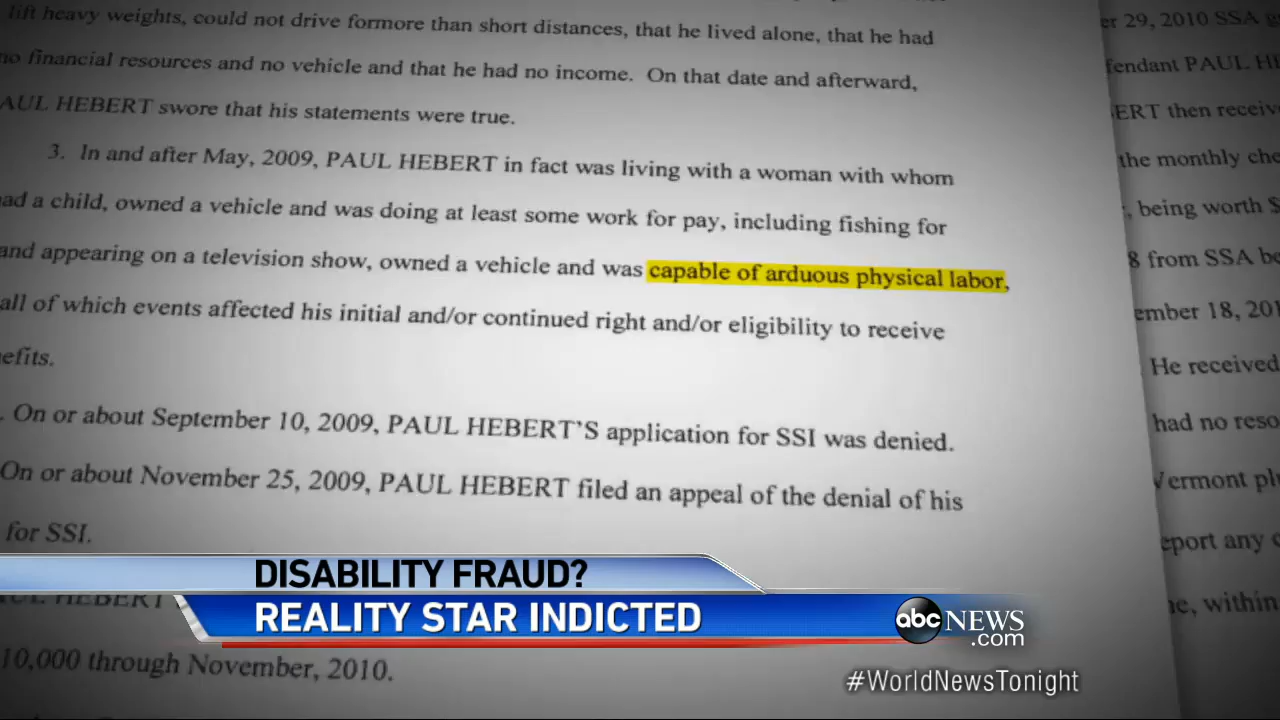 lift heavy weights, could not drive formore than short distances, that he lived alone, that he had
no financial resources and no vehicle and that he had no income. On that date and afterward,
AUL HEBERT swore that his statements were true.
3. In and after May, 2009, PAUL HEBERT in fact was living with a woman with whom
ad a child, owned a vehicle and was doing at least some work for pay, including fishing for
and appearing on a television show, owned a vehicle and was capable of arduous physical labor,
all of which events affected his initial and/or continued right and/or eligibility to receive
efits.
. On or about September 10, 2009, PAUL HEBERT'S application for SSI was denied.
On or about November 25, 2009, PAUL HEBERT filed an appeal of the denial of his
for SSI.
HEBERT
10,000 through November, 2010.
er 29, 2010 SSA
fendant PAUL
ERT then receiv
the monthly che
, being worth
8 from SSA be
ember 18, 201
He received
had no reso
Vermont
eport any
e, within
DISABILITY FRAUD?
REALITY STAR INDICTED
abc NEWS
.com
#WorldNewsTonight